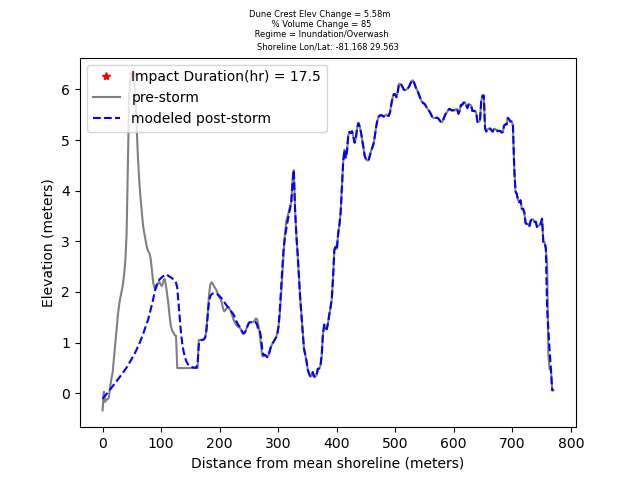 Dune Crest Elev Change = 5.58m
% Volume Change = 85
Regime = Inundation/Overwash
Shoreline Lon/Lat: -81.168 29.563
Impact Duration(hr) = 17.5
pre-storm
modeled post-storm
6
5
4
3
2
1
0
Elevation (meters)
0 100 200 300 400 500 600 700 800
Distance from mean shoreline (meters)